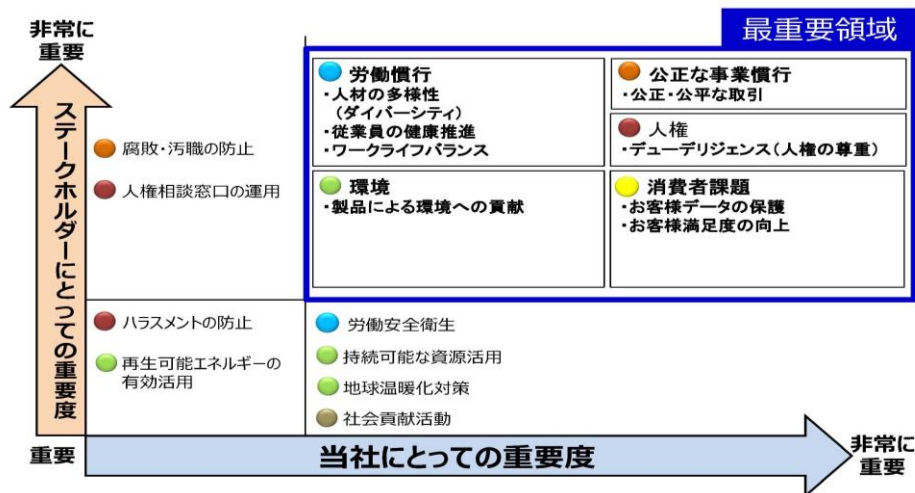 非常に
重要
ステークホルダーにとっての重要度
重要
最重要領域
腐敗・汚職の防止
人権相談窓口の運用
労働慣行
・人材の多様性
(ダイバーシティ)
・従業員の健康推進
・ワークライフバランス
公正な事業慣行
・公正・公平な取引
人権
・デューデリジェンス(人権の尊重)
環境
・製品による環境への貢献
消費者課題
・お客様データの保護
・お客様満足度の向上
ハラスメントの防止
再生可能エネルギーの
有効活用
労働安全衛生
持続可能な資源活用
地球温暖化対策
社会貢献活動
当社にとっての重要度
非常に
重要